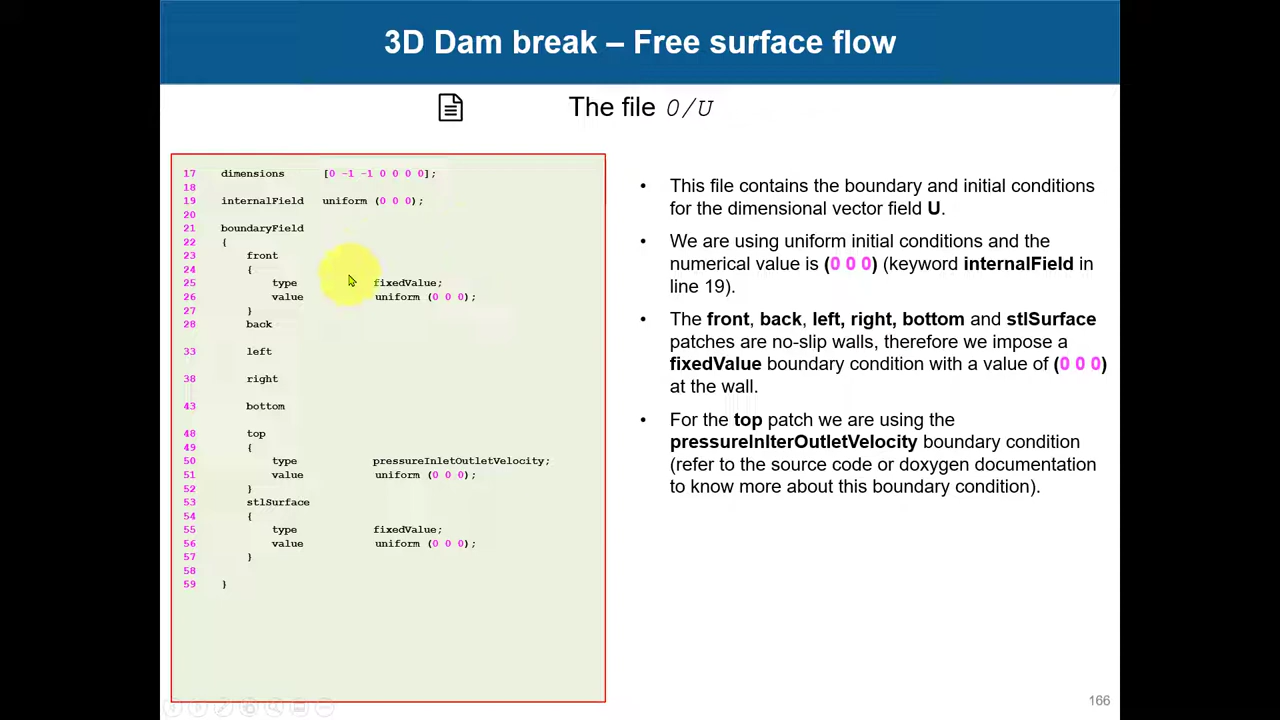 3D Dam break – Free surface flow
The file 0/U
17 dimensions [0 -1 -1 0 0 0 0];
18
19 internalField uniform (0 0 0);
20
21 boundaryField
22 {
23 front
24 {
25 type fixedValue;
26 value uniform (0 0 0);
27 }
28 back
33 left
38 right
43 bottom
48 top
49 {
50 type pressureInletOutletVelocity;
51 value uniform (0 0 0);
52 }
53 stlSurface
54 {
55 type fixedValue;
56 value uniform (0 0 0);
57 }
58
59 }
• This file contains the boundary and initial conditions
for the dimensional vector field U.
• We are using uniform initial conditions and the
numerical value is (0 0 0) (keyword internalField in
line 19).
• The front, back, left, right, bottom and stlSurface
patches are no-slip walls, therefore we impose a
fixedValue boundary condition with a value of (0 0 0)
at the wall.
• For the top patch we are using the
pressureInlterOutletVelocity boundary condition
(refer to the source code or doxygen documentation
to know more about this boundary condition).
166